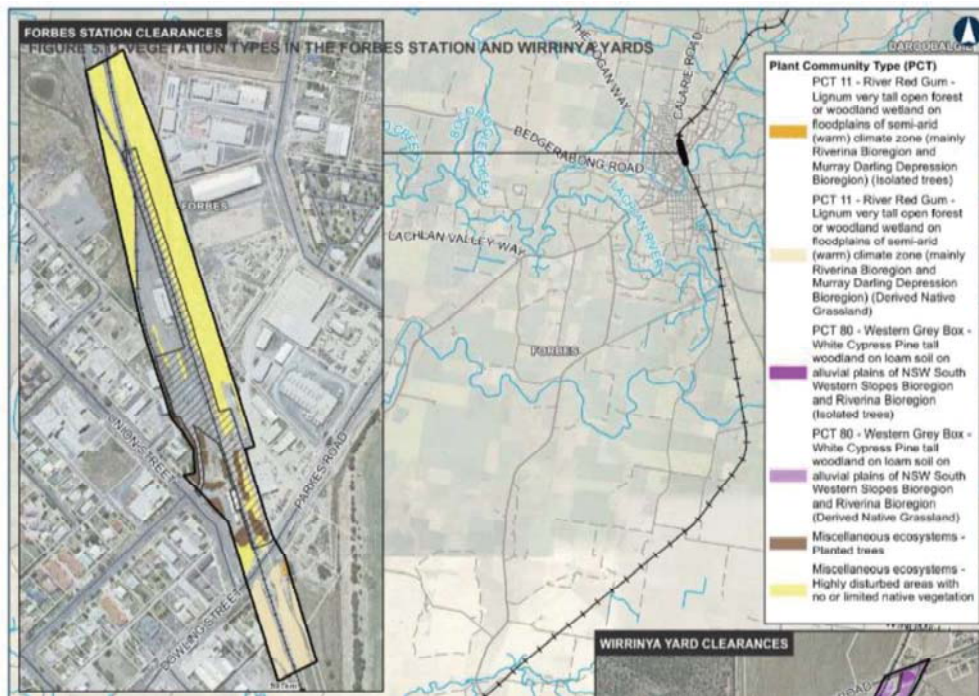 FORBES STATION CLEARANCES
FIGURE 5.1 VEGETATION TYPES IN THE FORBES STATION AND WIRRINYA YARDS
FORBES
UNION STREET
PARKES ROAD
DOWLING STREET
THE BOGAN WAY
CALARE ROAD
BEDGERABONG ROAD
CREEK
LACHLAN RIVER
LACHLAN VALLEY WAY
FORBES
Plant Community Type (PCT)
PCT 11 - River Red Gum -
Lignum very tall open forest
or woodland wetland on
floodplains of semi-arid
(warm) climate zone (mainly
Riverina Bioregion and
Murray Darling Depression
Bioregion) (Isolated trees)
PCT 11 - River Red Gum -
Lignum very tall open forest
or woodland wetland on
floodplains of semi-arid
(warm) climate zone (mainly
Riverina Bioregion and
Murray Darling Depression
Bioregion) (Derived Native
Grassland)
PCT 80 - Western Grey Box -
White Cypress Pine tall
woodland on loam soil on
alluvial plains of NSW South
Western Slopes Bioregion
and Riverina Bioregion
(Isolated trees)
PCT 80 - Western Grey Box -
White Cypress Pine tall
woodland on loam soil on
alluvial plains of NSW South
Western Slopes Bioregion
and Riverina Bioregion
(Derived Native Grassland)
Miscellaneous ecosystems -
Planted trees
Miscellaneous ecosystems -
Highly disturbed areas with
no or limited native vegetation
WIRRINYA YARD CLEARANCES
ROAD